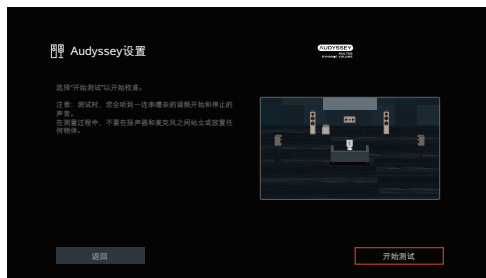 Audyssey设置
AUDYSSEY
MULTEQ
DYNAMIC VOLUME
选择“开始测试”以开始校准。
注意：测试时，您会听到一连串嘈杂的调频开始和停止的
声音。
在测量过程中，不要在扬声器和麦克风之间站立或放置任
何物体。
返回
开始测试